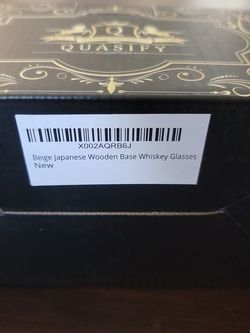 Q
QUASIFY
X002AQRB6J
Beige Japanese Wooden Base Whiskey Glasses
New